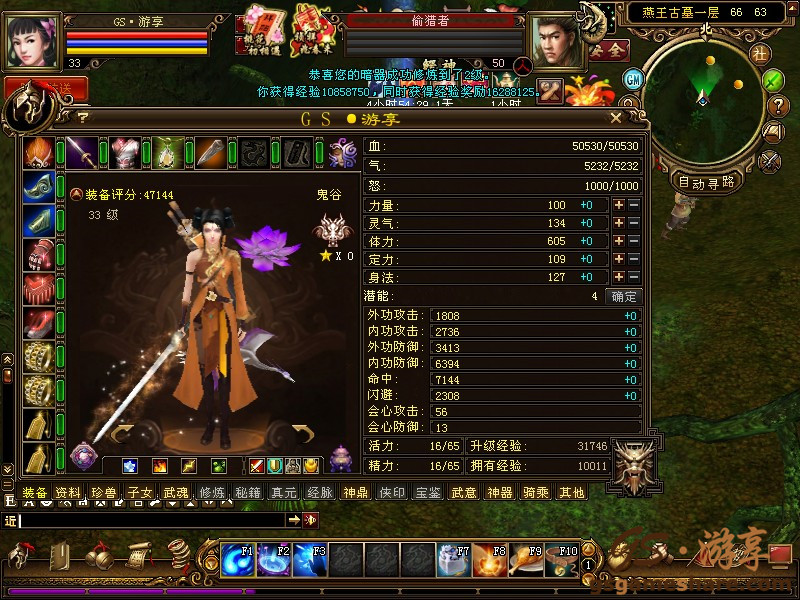 GS·游享
33
偷猎者
50
燕王古墓一层 66 63
北
社
GM
自动寻路
恭喜您的暗器成功修炼到了2级。
你获得经验10858750，同时获得经验奖励16288125。
GS●游享
装备评分:47144
33 级
鬼谷
X 0
血: 50530/50530
气: 5232/5232
怒: 1000/1000
力量: 100 +0
灵气: 134 +0
体力: 605 +0
定力: 109 +0
身法: 127 +0
潜能: 4 确定
外功攻击: 1808 +0
内功攻击: 2736 +0
外功防御: 3413 +0
内功防御: 6394 +0
命中: 7144 +0
闪避: 2308 +0
会心攻击: 56
会心防御: 13
活力: 16/65 升级经验: 31746
精力: 16/65 拥有经验: 10011
装备 资料 珍兽 子女 武魂 修炼 秘籍 真元 经脉 神鼎 侠印 宝鉴 武意 神器 骑乘 其他
近
F1 F2 F3 F7 F8 F9 F10
1
游享